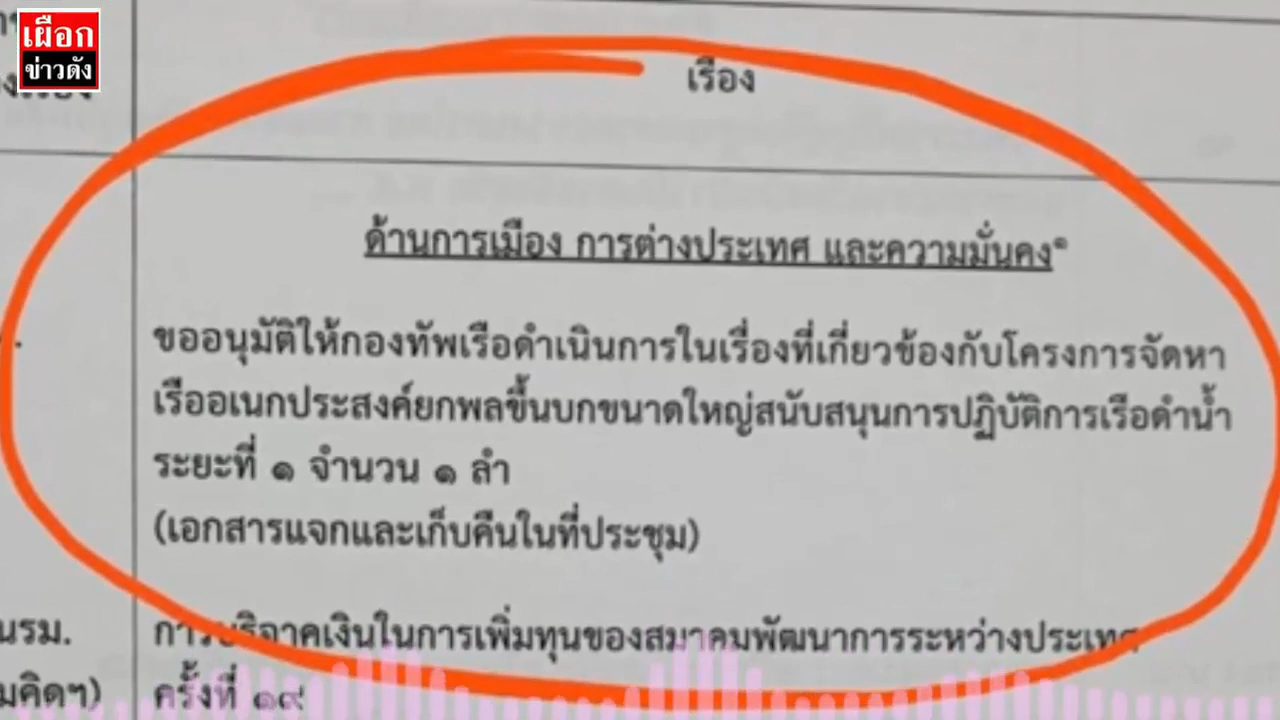 เผือก
ข่าวดัง
เรื่อง
ด้านการเมือง การต่างประเทศ และความมั่นคง๑
ขออนุมัติให้กองทัพเรือดำเนินการในเรื่องที่เกี่ยวข้องกับโครงการจัดหา
เรืออเนกประสงค์ยกพลขึ้นบกขนาดใหญ่สนับสนุนการปฏิบัติการเรือดำน้ำ
ระยะที่ ๑ จำนวน ๑ ลำ
(เอกสารแจกและเก็บคืนในที่ประชุม)
นรม. การบริจาคเงินในการเพิ่มทุนของสมาคมพัฒนาการระหว่างประเทศ
มคิดฯ) ครั้งที่ ๑๙